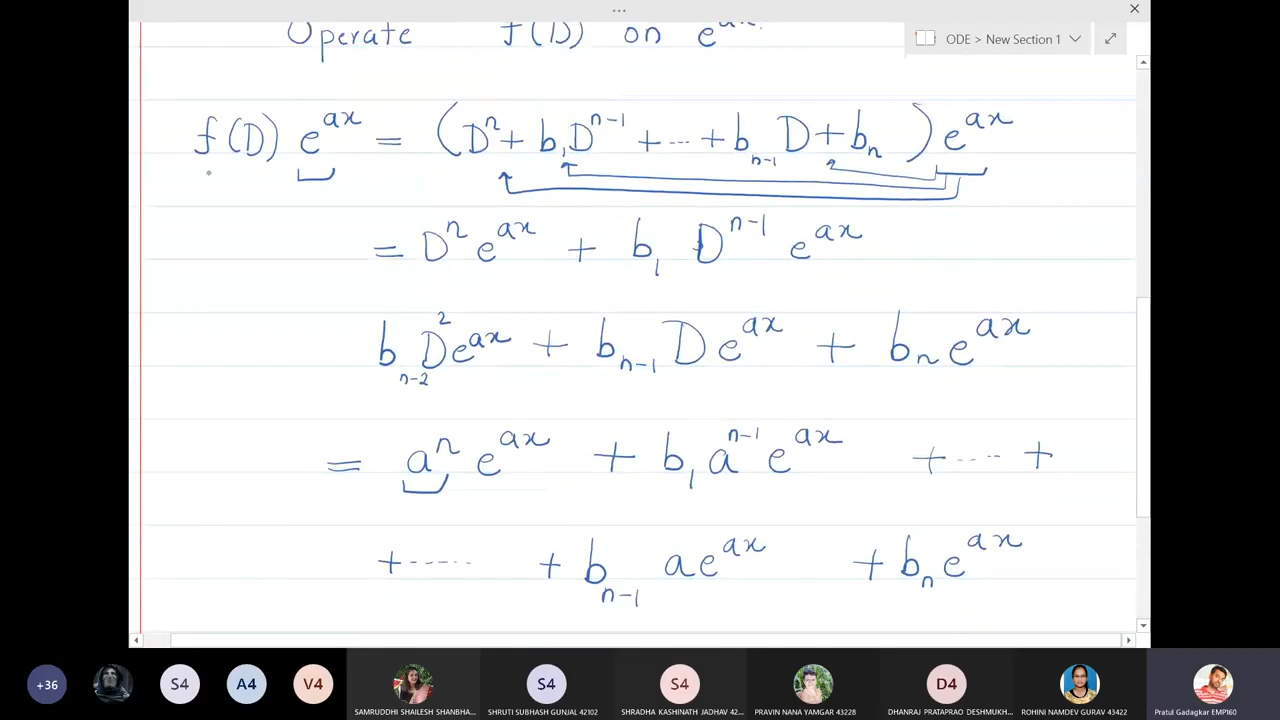 Operate f(D) on e^{ax}.
ODE > New Section 1
f(D) e^{ax} = (D^n + b_1 D^{n-1} + ... + b_{n-1} D + b_n) e^{ax}
= D^n e^{ax} + b_1 D^{n-1} e^{ax}
b_{n-2} D^2 e^{ax} + b_{n-1} D e^{ax} + b_n e^{ax}
= a^n e^{ax} + b_1 a^{n-1} e^{ax} + .... +
+ ...... + b_{n-1} a e^{ax} + b_n e^{ax}
+36
S4
A4
V4
SAMRUDDHI SHAILESH SHANBHA...
S4
SHRUTI SUBHASH GUNJAL 42102
S4
SHRADHA KASHINATH JADHAV 42...
PRAVIN NANA YAMGAR 43228
D4
DHANRAJ PRATAPRAO DESHMUKH...
ROHINI NAMDEV GURAV 43422
Pratul Gadagkar EMP160